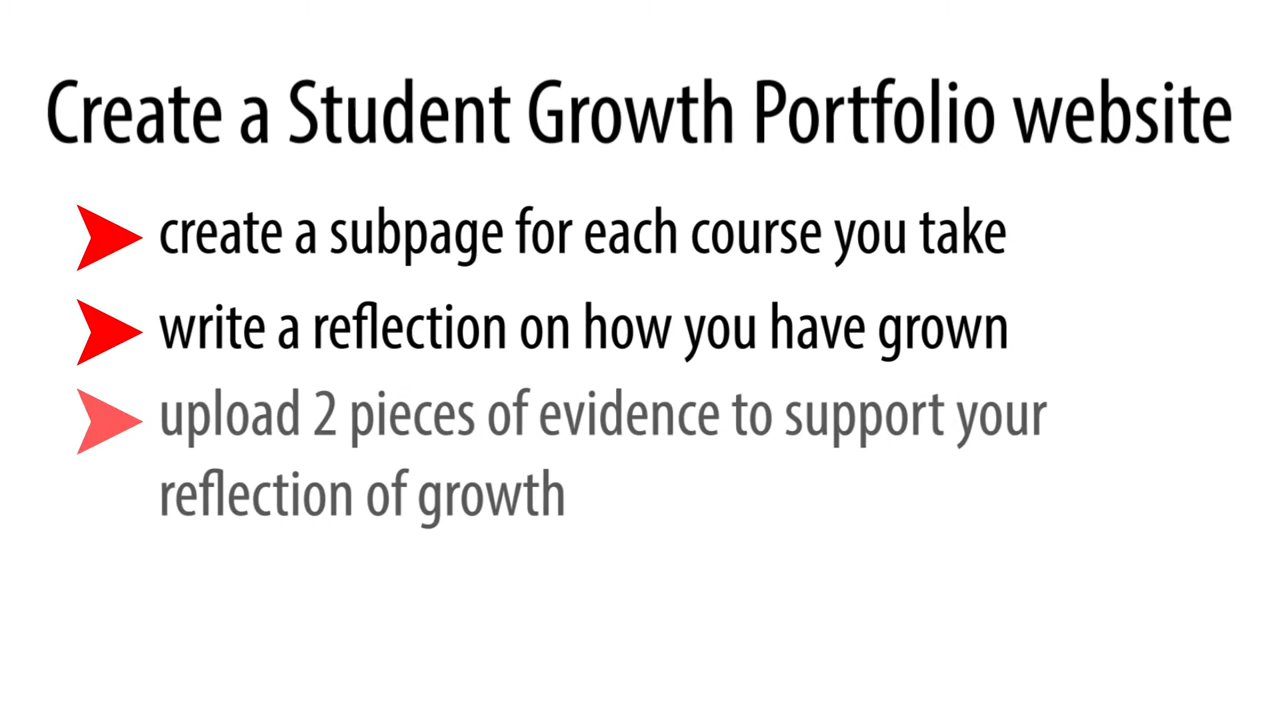 Create a Student Growth Portfolio website
create a subpage for each course you take
write a reflection on how you have grown
upload 2 pieces of evidence to support your
reflection of growth